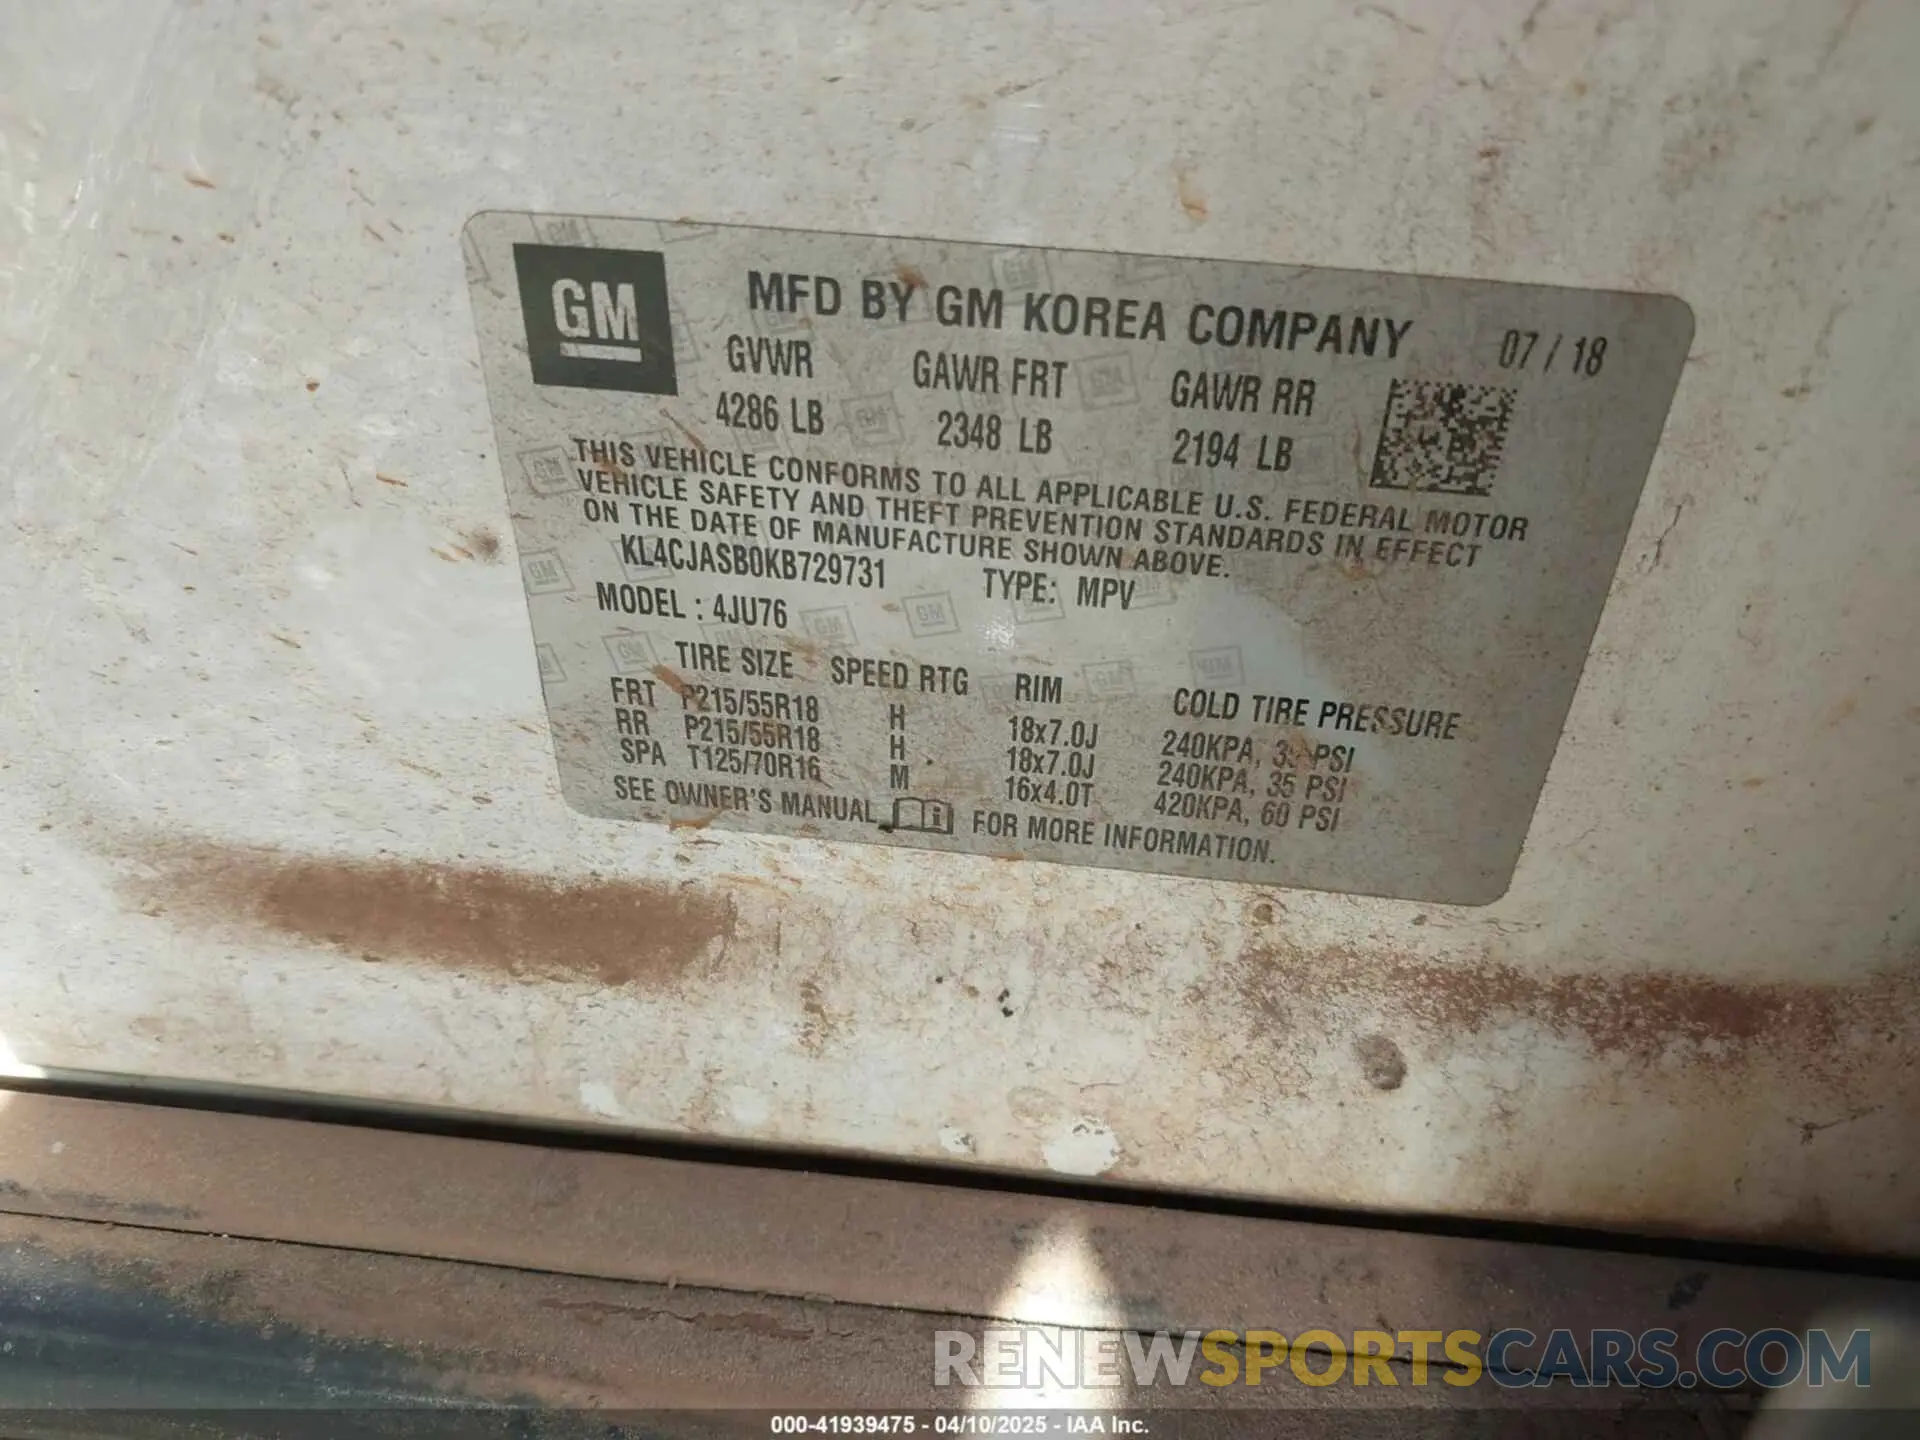 GM
MFD BY GM KOREA COMPANY 07 / 18
GVWR GAWR FRT GAWR RR
4286 LB 2348 LB 2194 LB
THIS VEHICLE CONFORMS TO ALL APPLICABLE U.S. FEDERAL MOTOR
VEHICLE SAFETY AND THEFT PREVENTION STANDARDS IN EFFECT
ON THE DATE OF MANUFACTURE SHOWN ABOVE.
KL4CJASB0KB729731 TYPE: MPV
MODEL : 4JU76
TIRE SIZE SPEED RTG RIM COLD TIRE PRESSURE
FRT P215/55R18 H 18x7.0J 240KPA, PSI
RR P215/55R18 H 18x7.0J 240KPA, 35 PSI
SPA T125/70R16 M 16x4.0T 420KPA, 60 PSI
SEE OWNER'S MANUAL FOR MORE INFORMATION.
RENEWSPORTSCARS.COM
000-41939475 - 04/10/2025 - IAA Inc.